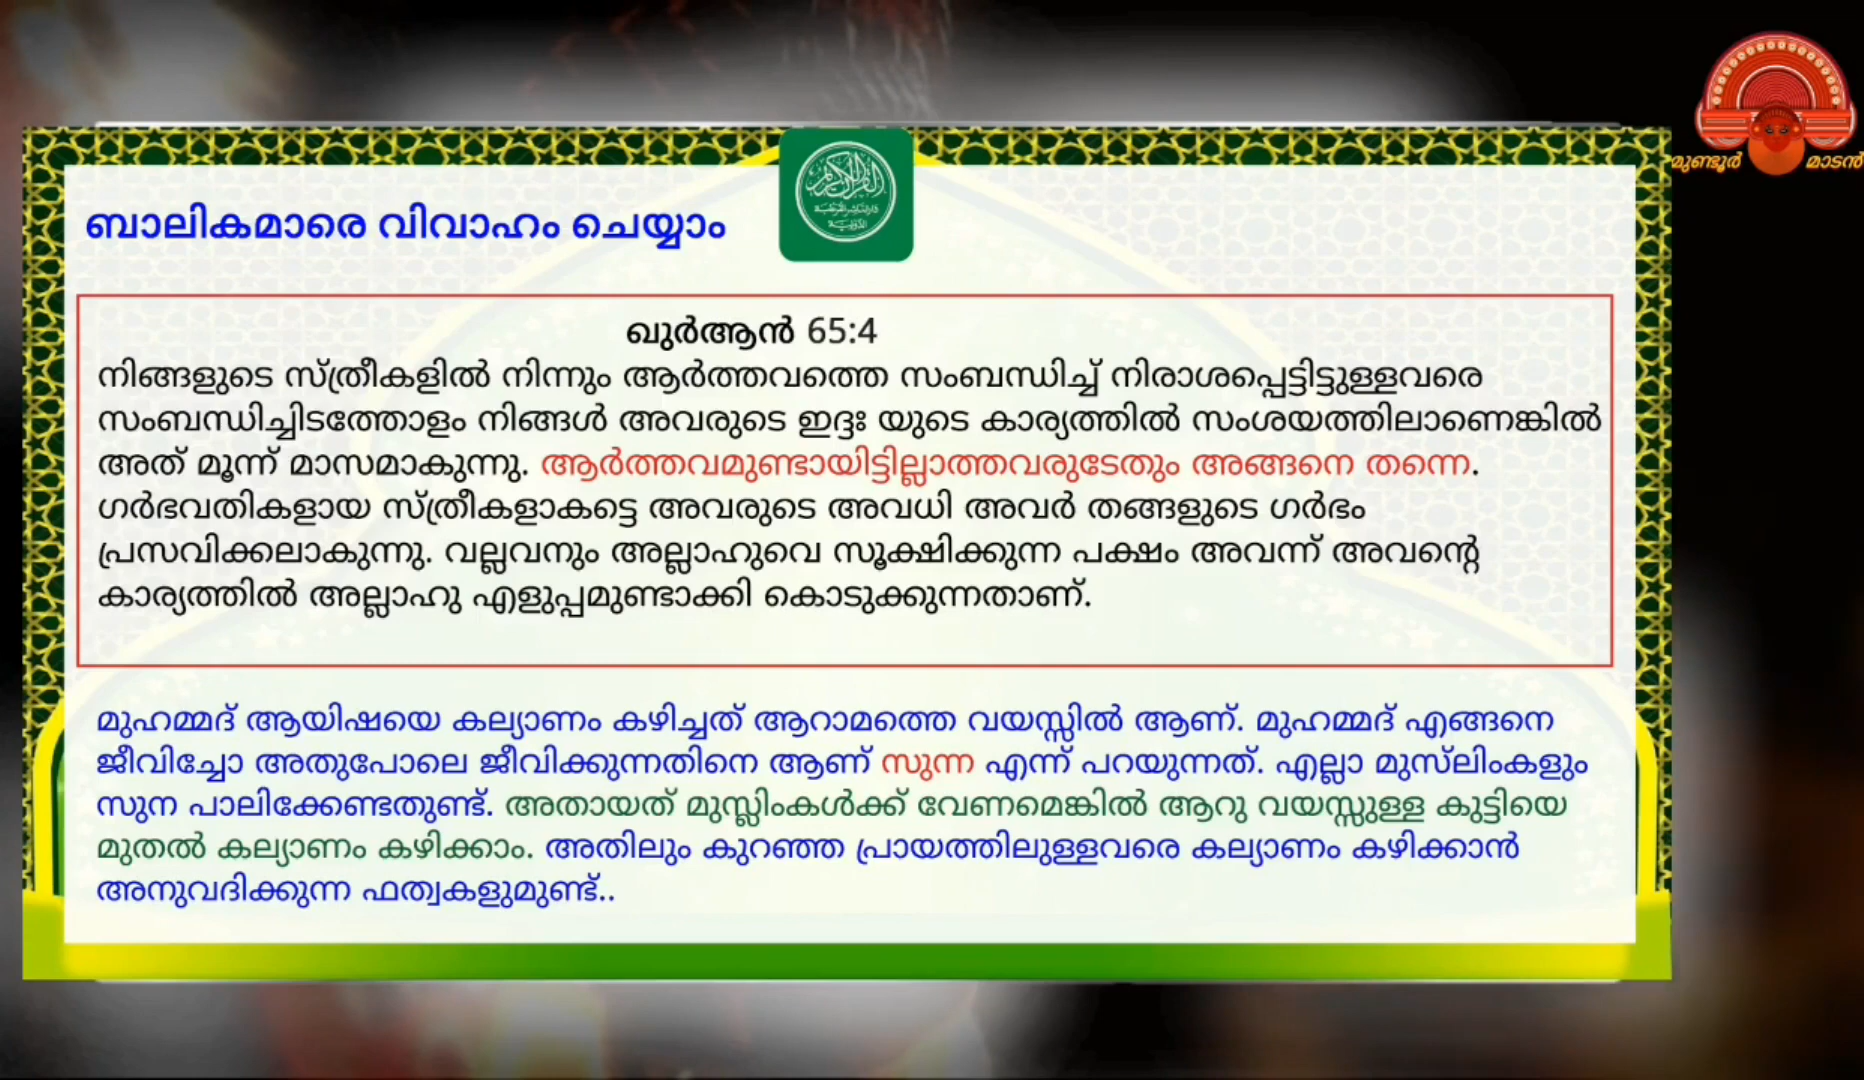 മുണ്ടൂർ മാടൻ
ബാലികമാരെ വിവാഹം ചെയ്യാം
ഖുർആൻ 65:4
നിങ്ങളുടെ സ്ത്രീകളിൽ നിന്നും ആർത്തവത്തെ സംബന്ധിച്ച് നിരാശപ്പെട്ടിട്ടുള്ളവരെ
സംബന്ധിച്ചിടത്തോളം നിങ്ങൾ അവരുടെ ഇദ്ദഃ യുടെ കാര്യത്തിൽ സംശയത്തിലാണെങ്കിൽ
അത് മൂന്ന് മാസമാകുന്നു. ആർത്തവമുണ്ടായിട്ടില്ലാത്തവരുടേതും അങ്ങനെ തന്നെ.
ഗർഭവതികളായ സ്ത്രീകളാകട്ടെ അവരുടെ അവധി അവർ തങ്ങളുടെ ഗർഭം
പ്രസവിക്കലാകുന്നു. വല്ലവനും അല്ലാഹുവെ സൂക്ഷിക്കുന്ന പക്ഷം അവന്ന് അവന്റെ
കാര്യത്തിൽ അല്ലാഹു എളുപ്പമുണ്ടാക്കി കൊടുക്കുന്നതാണ്.
മുഹമ്മദ് ആയിഷയെ കല്യാണം കഴിച്ചത് ആറാമത്തെ വയസ്സിൽ ആണ്. മുഹമ്മദ് എങ്ങനെ
ജീവിച്ചോ അതുപോലെ ജീവിക്കുന്നതിനെ ആണ് സുന്ന എന്ന് പറയുന്നത്. എല്ലാ മുസ്‌ലിംകളും
സുന പാലിക്കേണ്ടതുണ്ട്. അതായത് മുസ്ലിംകൾക്ക് വേണമെങ്കിൽ ആറു വയസ്സുള്ള കുട്ടിയെ
മുതൽ കല്യാണം കഴിക്കാം. അതിലും കുറഞ്ഞ പ്രായത്തിലുള്ളവരെ കല്യാണം കഴിക്കാൻ
അനുവദിക്കുന്ന ഫത്വകളുമുണ്ട്..